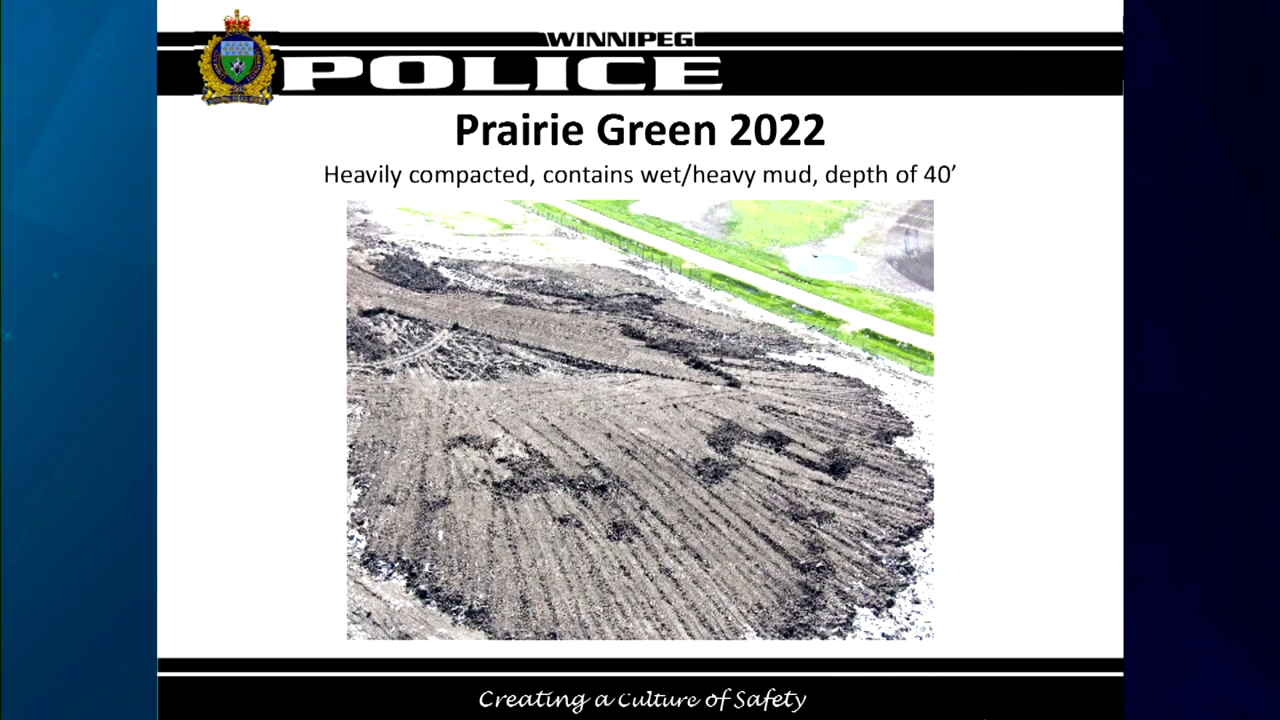 WINNIPEG
POLICE
Prairie Green 2022
Heavily compacted, contains wet/heavy mud, depth of 40’
Creating a Culture of Safety